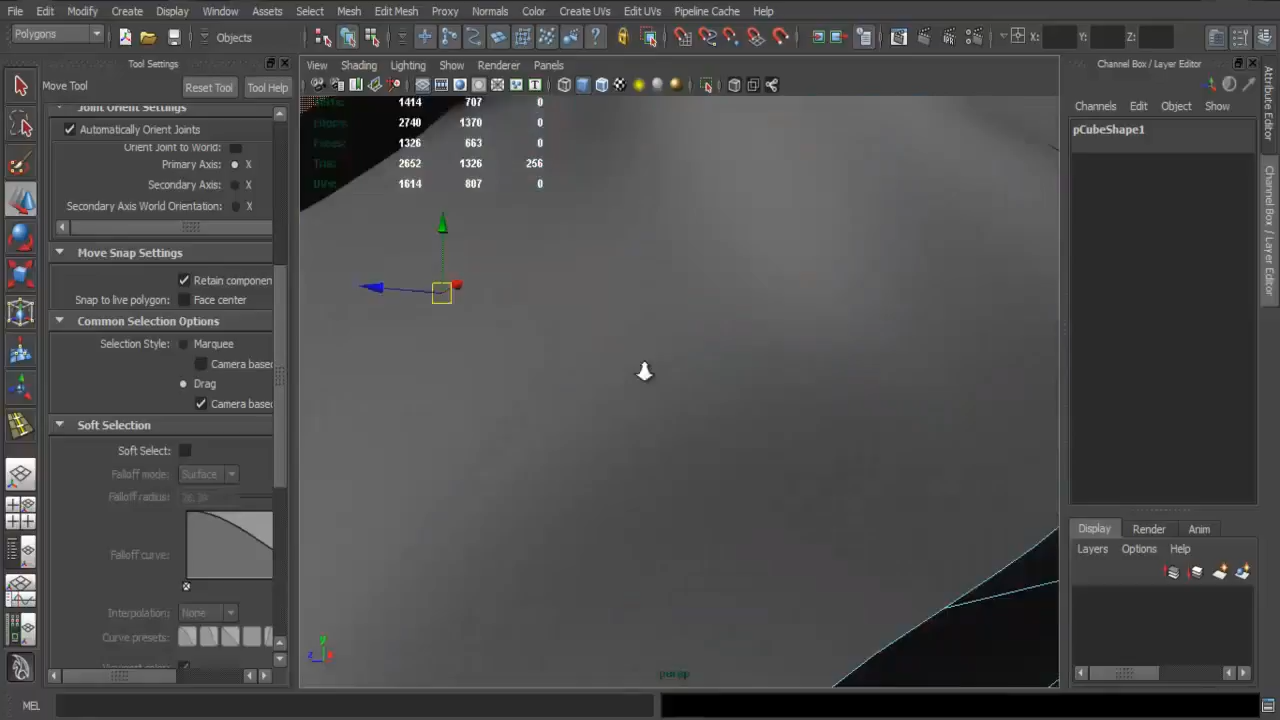 File Edit Modify Create Display Window Assets Select Mesh Edit Mesh Proxy Normals Color Create UVs Edit UVs Pipeline Cache Help
Polygons Objects X: Y: Z:
Tool Settings
Move Tool Reset Tool Tool Help
Joint Orient Settings
Automatically Orient Joints
Orient Joint to World:
Primary Axis: X
Secondary Axis: X
Secondary Axis World Orientation: X
Move Snap Settings
Retain componen
Snap to live polygon: Face center
Common Selection Options
Selection Style: Marquee
Camera based
Drag
Camera based
Soft Selection
Soft Select:
Falloff mode: Surface
Falloff radius:
Falloff curve:
Interpolation: None
Curve presets:
View Shading Lighting Show Renderer Panels
1414 707 0
2740 1370 0
Faces: 1326 663 0
Tris: 2652 1326 256
UVs: 1614 807 0
y
z x
persp
Channel Box / Layer Editor
Channels Edit Object Show
pCubeShape1
Display Render Anim
Layers Options Help
Attribute Editor
Channel Box / Layer Editor
MEL